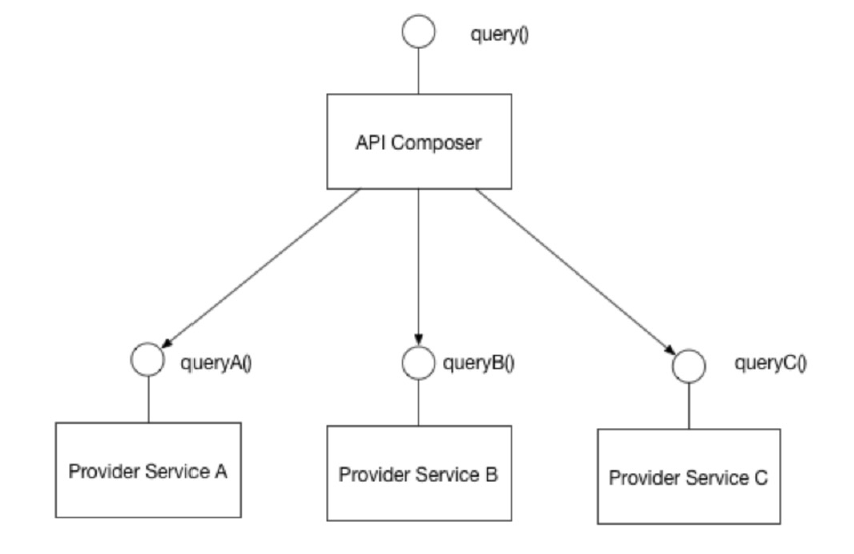 query()
API Composer
queryA()
queryB()
queryC()
Provider Service A
Provider Service B
Provider Service C